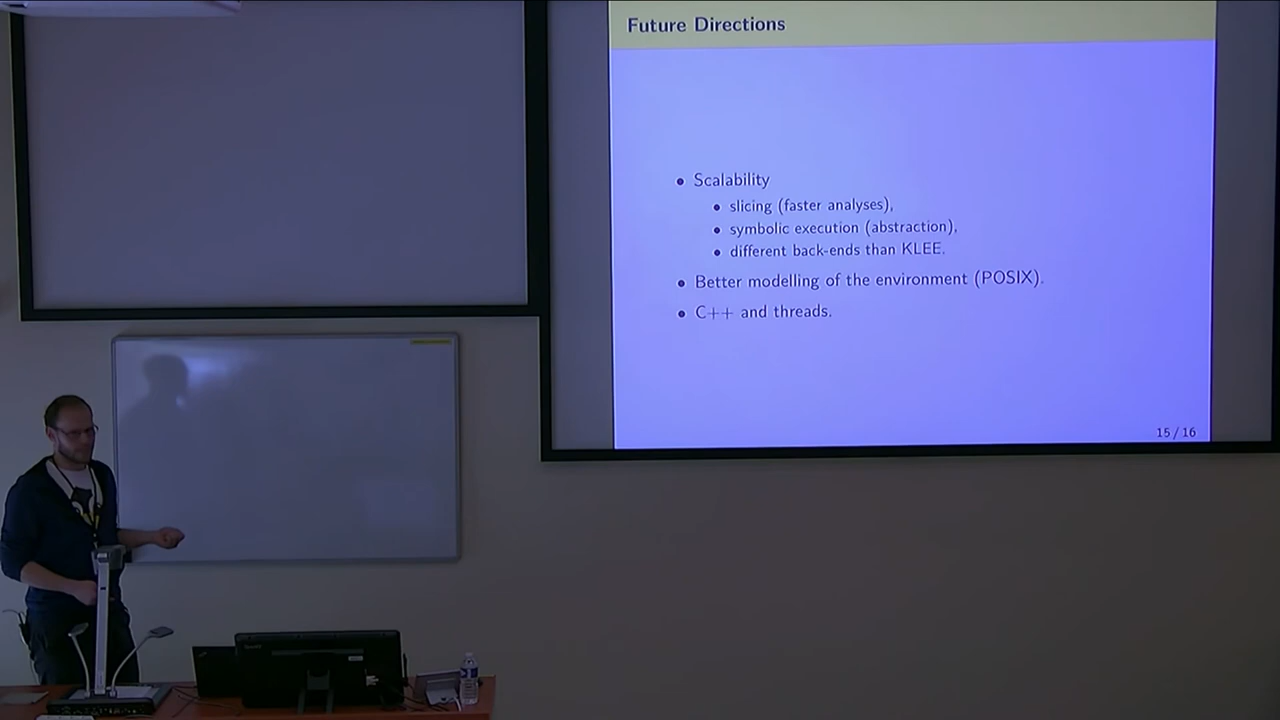 Future Directions
• Scalability
• slicing (faster analyses),
• symbolic execution (abstraction),
• different back-ends than KLEE.
• Better modelling of the environment (POSIX).
• C++ and threads.
15 / 16